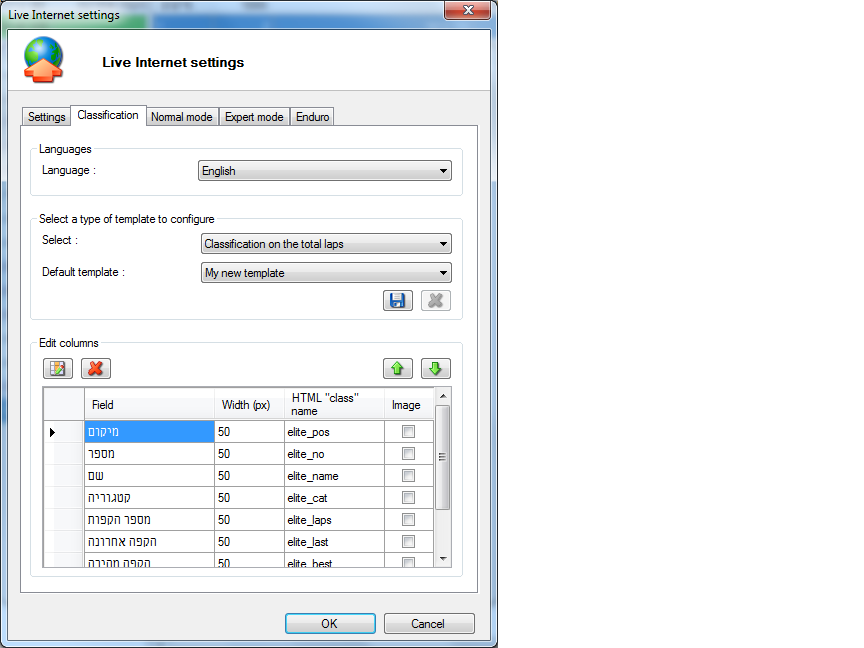 Live Internet settings
Live Internet settings
Settings Classification Normal mode Expert mode Enduro
Languages
Language : English
Select a type of template to configure
Select : Classification on the total laps
Default template : My new template
Edit columns
Field Width (px) HTML "class" name Image
מיקום 50 elite_pos
מספר 50 elite_no
שם 50 elite_name
קטגוריה 50 elite_cat
מספר הקפות 50 elite_laps
הקפה אחרונה 50 elite_last
הקפה מהירה 50 elite_best
OK Cancel